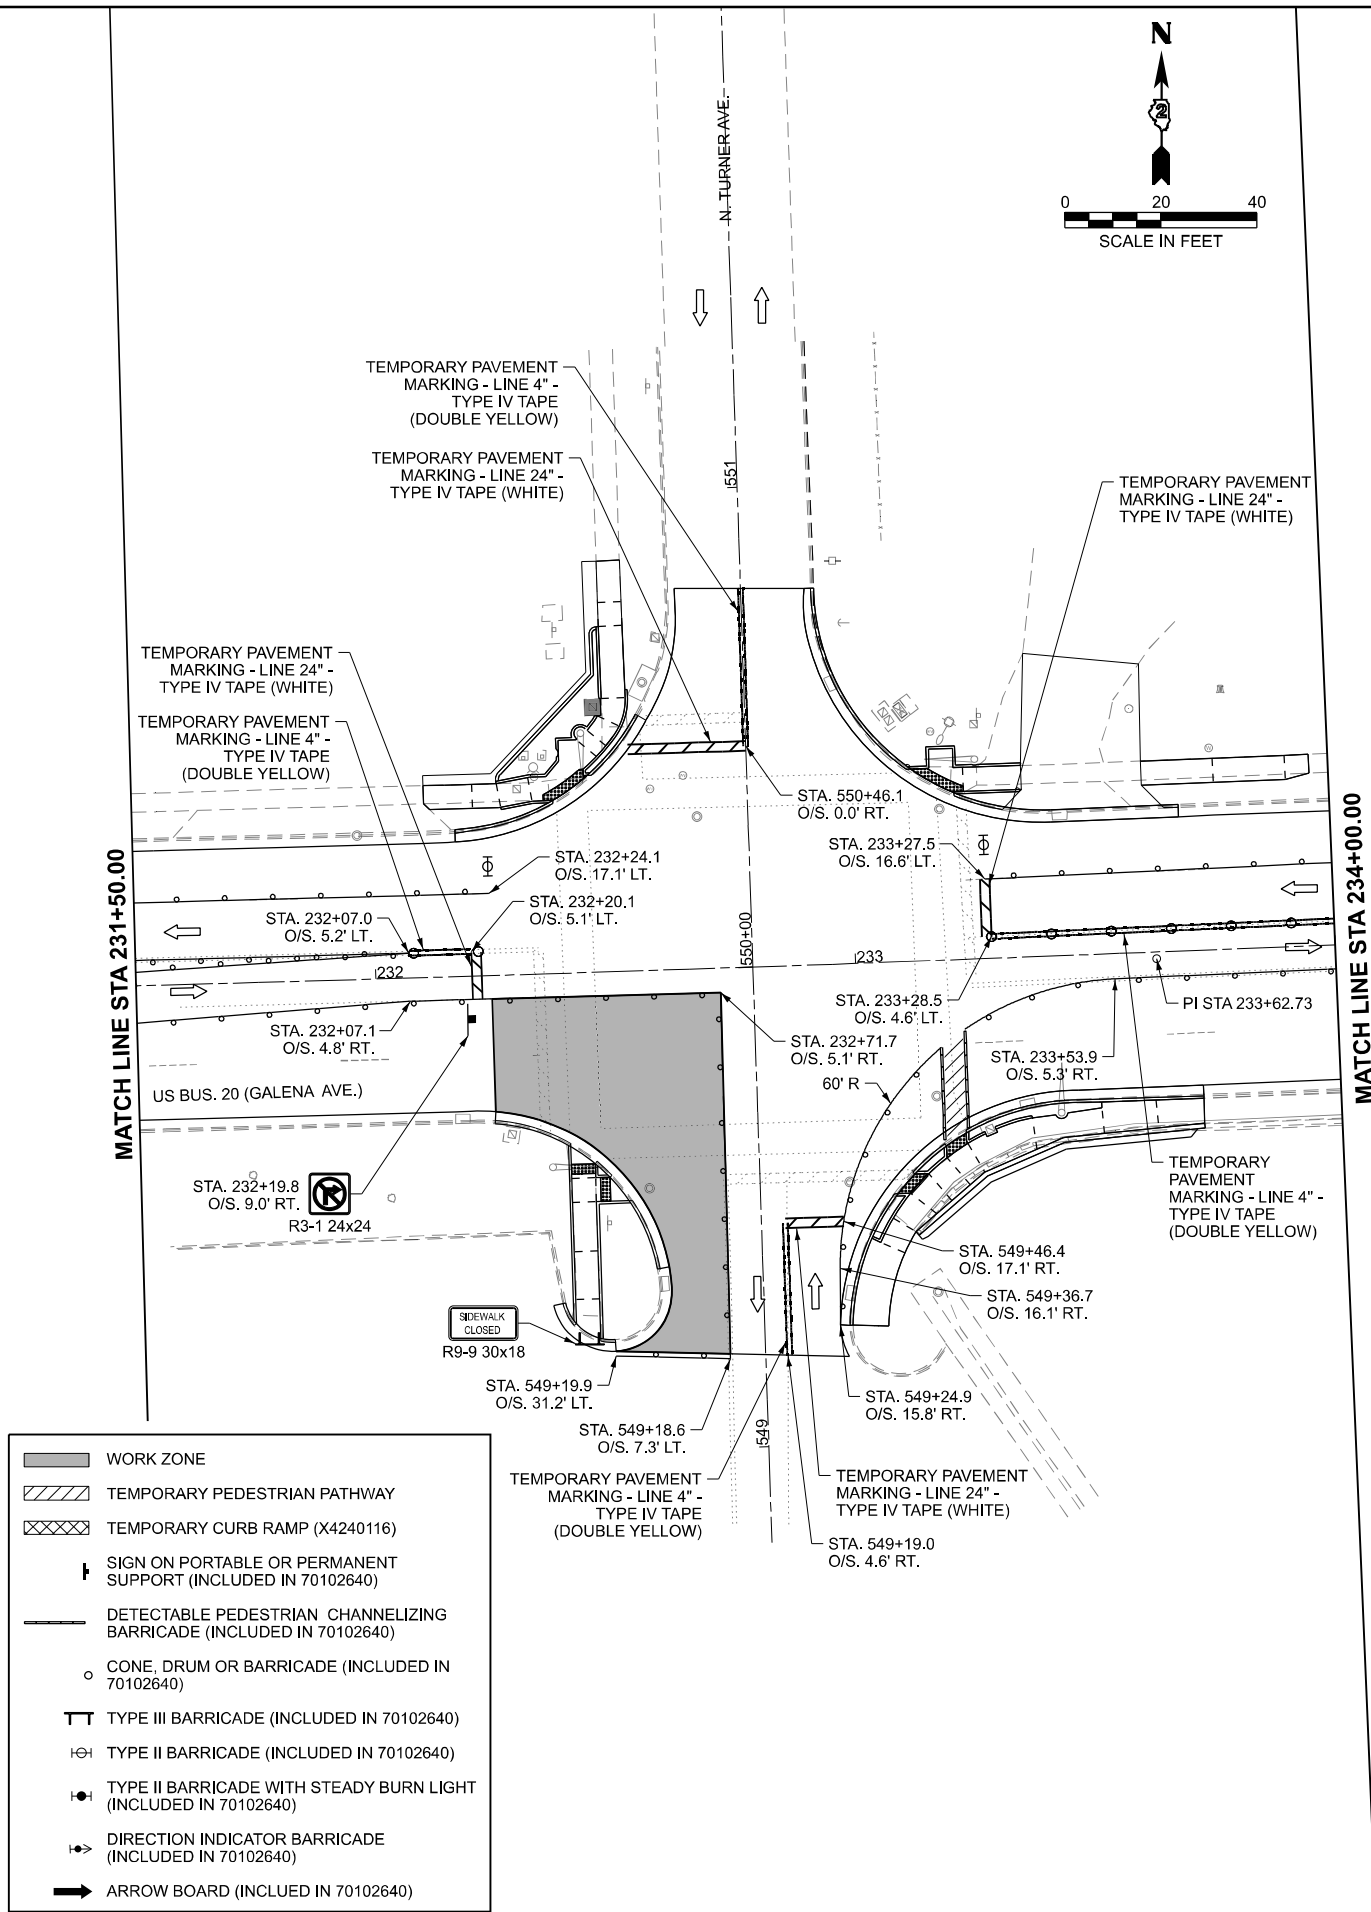 N
2
0 20 40
SCALE IN FEET
N. TURNER AVE.
TEMPORARY PAVEMENT
MARKING - LINE 4" -
TYPE IV TAPE
(DOUBLE YELLOW)
TEMPORARY PAVEMENT
MARKING - LINE 24" -
TYPE IV TAPE (WHITE)
551
TEMPORARY PAVEMENT
MARKING - LINE 24" -
TYPE IV TAPE (WHITE)
TEMPORARY PAVEMENT
MARKING - LINE 24" -
TYPE IV TAPE (WHITE)
TEMPORARY PAVEMENT
MARKING - LINE 4" -
TYPE IV TAPE
(DOUBLE YELLOW)
STA. 550+46.1
O/S. 0.0' RT.
STA. 233+27.5
O/S. 16.6' LT.
STA. 232+24.1
O/S. 17.1' LT.
STA. 232+20.1
O/S. 5.1' LT.
STA. 232+07.0
O/S. 5.2' LT.
MATCH LINE STA 231+50.00
MATCH LINE STA 234+00.00
232
550+00
233
STA. 232+07.1
O/S. 4.8' RT.
STA. 233+28.5
O/S. 4.6' LT.
PI STA 233+62.73
STA. 232+71.7
O/S. 5.1' RT.
60' R
STA. 233+53.9
O/S. 5.3' RT.
US BUS. 20 (GALENA AVE.)
STA. 232+19.8
O/S. 9.0' RT.
R3-1 24x24
TEMPORARY
PAVEMENT
MARKING - LINE 4" -
TYPE IV TAPE
(DOUBLE YELLOW)
STA. 549+46.4
O/S. 17.1' RT.
STA. 549+36.7
O/S. 16.1' RT.
SIDEWALK
CLOSED
R9-9 30x18
STA. 549+19.9
O/S. 31.2' LT.
STA. 549+24.9
O/S. 15.8' RT.
STA. 549+18.6
O/S. 7.3' LT.
549
TEMPORARY PAVEMENT
MARKING - LINE 4" -
TYPE IV TAPE
(DOUBLE YELLOW)
TEMPORARY PAVEMENT
MARKING - LINE 24" -
TYPE IV TAPE (WHITE)
STA. 549+19.0
O/S. 4.6' RT.
WORK ZONE
TEMPORARY PEDESTRIAN PATHWAY
TEMPORARY CURB RAMP (X4240116)
SIGN ON PORTABLE OR PERMANENT
SUPPORT (INCLUDED IN 70102640)
DETECTABLE PEDESTRIAN CHANNELIZING
BARRICADE (INCLUDED IN 70102640)
CONE, DRUM OR BARRICADE (INCLUDED IN
70102640)
TYPE III BARRICADE (INCLUDED IN 70102640)
TYPE II BARRICADE (INCLUDED IN 70102640)
TYPE II BARRICADE WITH STEADY BURN LIGHT
(INCLUDED IN 70102640)
DIRECTION INDICATOR BARRICADE
(INCLUDED IN 70102640)
ARROW BOARD (INCLUED IN 70102640)